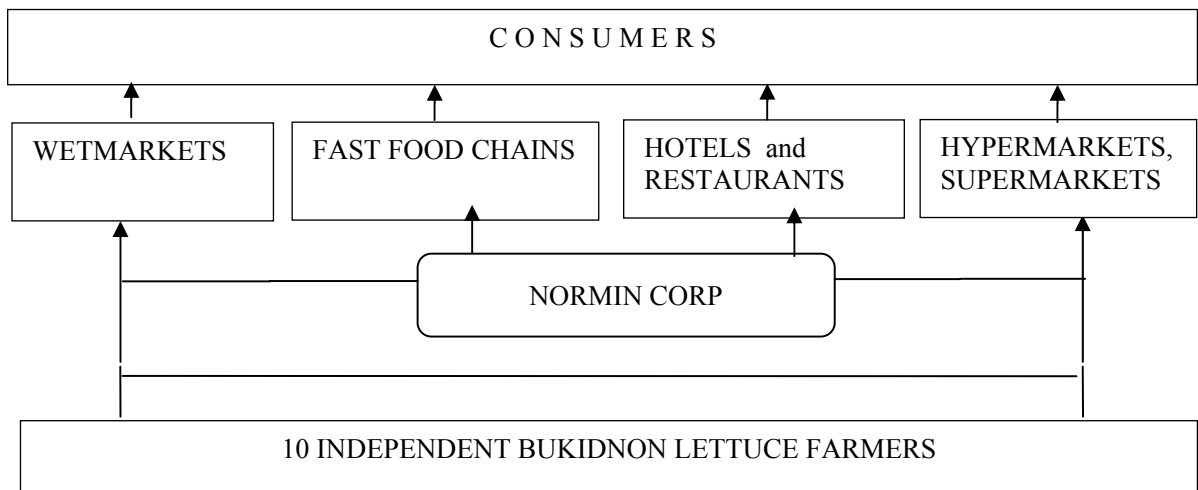 C O N S U M E R S
WETMARKETS
FAST FOOD CHAINS
HOTELS and
RESTAURANTS
HYPERMARKETS,
SUPERMARKETS
NORMIN CORP
10 INDEPENDENT BUKIDNON LETTUCE FARMERS